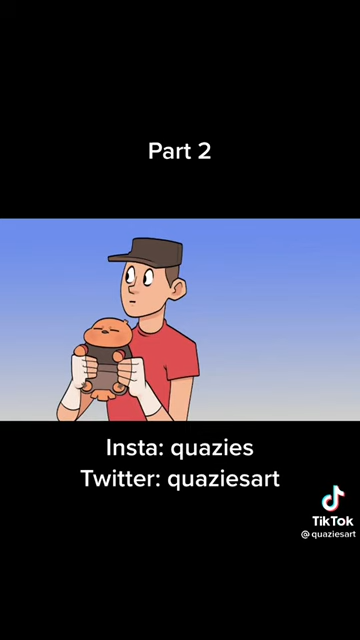 Part 2
Insta: quazies
Twitter: quaziesart
TikTok
@ quaziesart